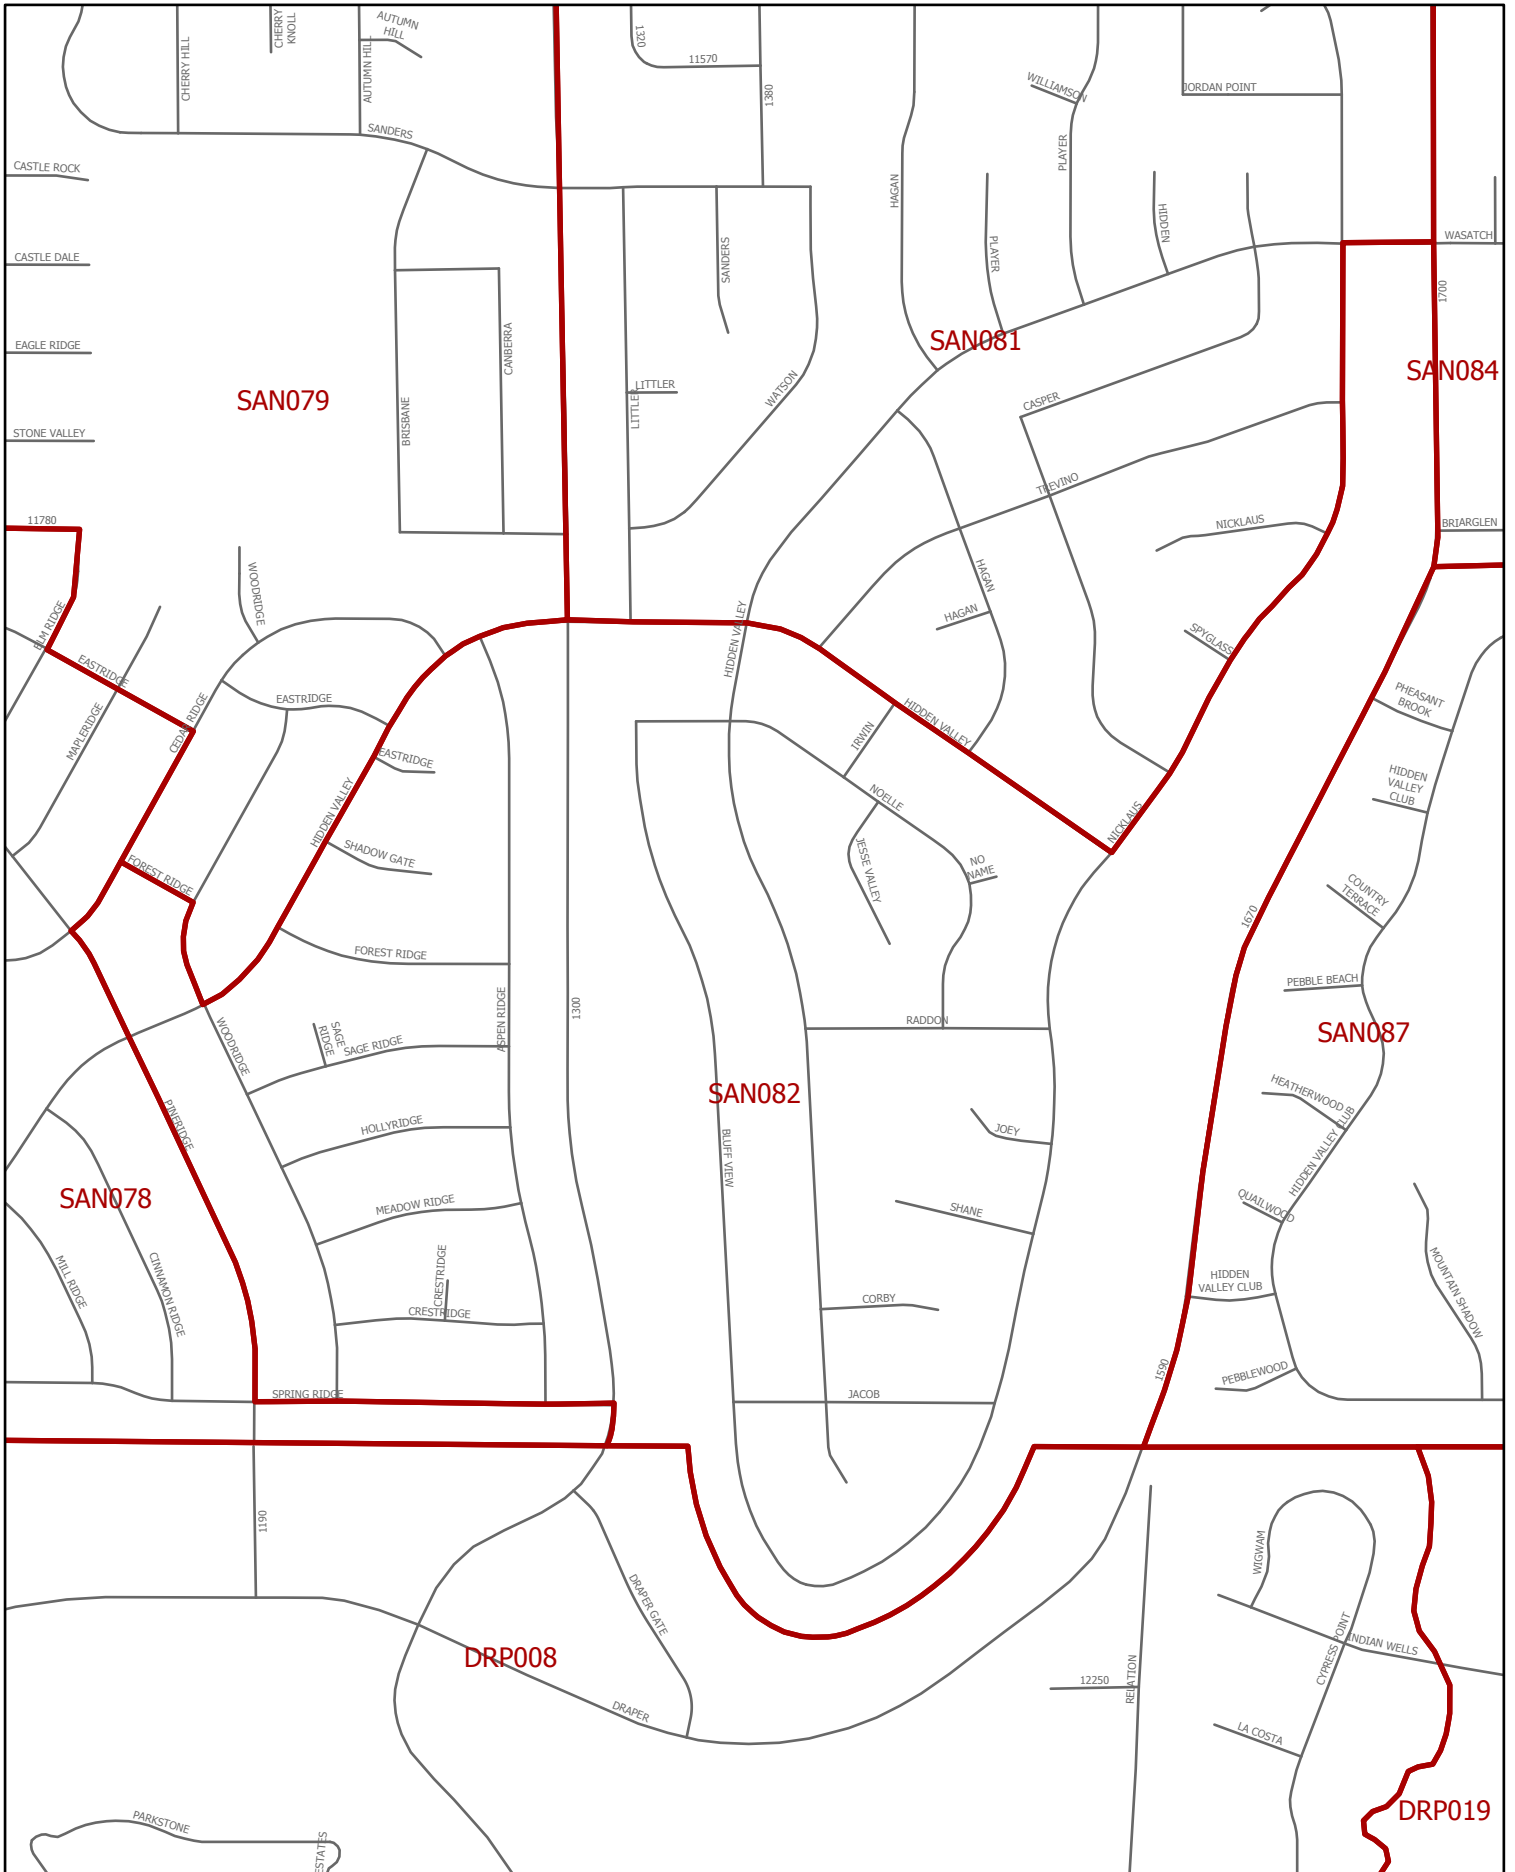 CHERRY
KNOLL
AUTUMN
HILL
1320
11570
CHERRY HILL
AUTUMN HILL
1380
WILLIAMSON
JORDAN POINT
SANDERS
PLAYER
CASTLE ROCK
HAGAN
HIDDEN
PLAYER
WASATCH
SANDERS
CASTLE DALE
1700
EAGLE RIDGE
CANBERRA
SAN081
SAN084
LITTLER
WATSON
SAN079
LITTLER
BRISBANE
CASPER
STONE VALLEY
TREVINO
11780
NICKLAUS
BRIARGLEN
WOODRIDGE
HAGAN
HAGAN
ELM RIDGE
HIDDEN VALLEY
SPYGLASS
EASTRIDGE
EASTRIDGE
PHEASANT
BROOK
MAPLERIDGE
CEDAR RIDGE
IRWIN
HIDDEN VALLEY
EASTRIDGE
HIDDEN
VALLEY
CLUB
NOELLE
HIDDEN VALLEY
NICKLAUS
SHADOW GATE
JESSE VALLEY
NO
NAME
FOREST RIDGE
COUNTRY
TERRACE
1670
FOREST RIDGE
PEBBLE BEACH
1300
ASPEN RIDGE
RADDON
SAN087
WOODRIDGE
SAGE
RIDGE
SAGE RIDGE
SAN082
HEATHERWOOD
PINERIDGE
HOLLYRIDGE
JOEY
BLUFF VIEW
HIDDEN VALLEY CLUB
SAN078
MEADOW RIDGE
SHANE
QUAILWOOD
MILL RIDGE
CINNAMON RIDGE
CRESTRIDGE
HIDDEN
VALLEY CLUB
MOUNTAIN SHADOW
CORBY
CRESTRIDGE
1590
PEBBLEWOOD
SPRING RIDGE
JACOB
1190
WIGWAM
DRAPER GATE
DRP008
CYPRESS POINT
INDIAN WELLS
12250
RELATION
DRAPER
LA COSTA
DRP019
PARKSTONE
ESTATES